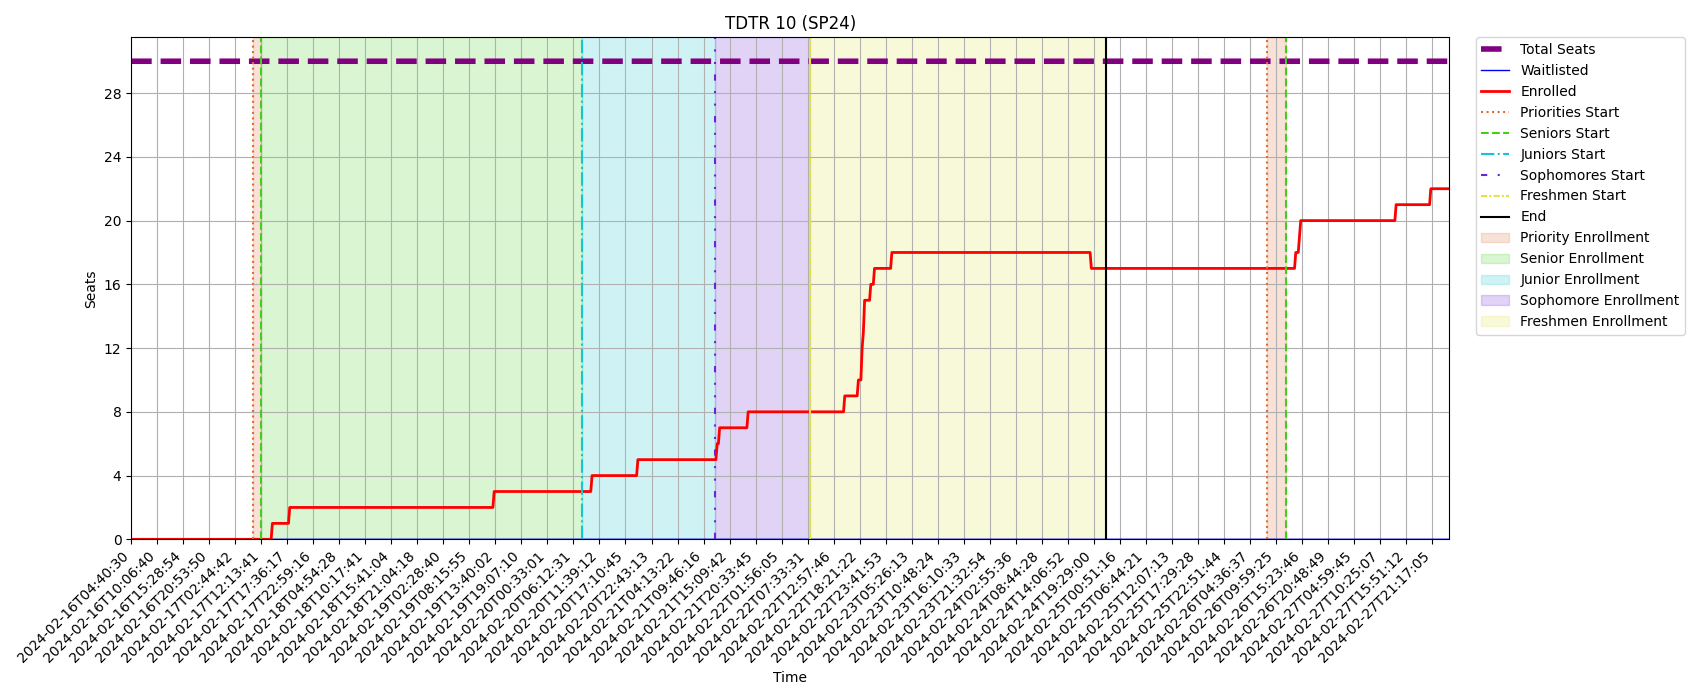 TDTR 10 (SP24)
Seats
28
24
20
16
12
8
4
0
2024-02-16T04:40:30
2024-02-16T10:06:40
2024-02-16T15:28:54
2024-02-16T20:53:50
2024-02-17T02:44:42
2024-02-17T12:13:41
2024-02-17T17:36:17
2024-02-17T22:59:16
2024-02-18T04:54:28
2024-02-18T10:17:41
2024-02-18T15:41:04
2024-02-18T21:04:18
2024-02-19T02:28:40
2024-02-19T08:15:55
2024-02-19T13:40:02
2024-02-19T19:07:10
2024-02-20T00:33:01
2024-02-20T06:12:31
2024-02-20T11:39:12
2024-02-20T17:10:45
2024-02-20T22:43:13
2024-02-21T04:13:22
2024-02-21T09:46:16
2024-02-21T15:09:42
2024-02-21T20:33:45
2024-02-22T01:56:05
2024-02-22T07:33:31
2024-02-22T12:57:46
2024-02-22T18:21:22
2024-02-22T23:41:53
2024-02-23T05:26:13
2024-02-23T10:48:24
2024-02-23T16:10:33
2024-02-23T21:32:54
2024-02-24T02:55:36
2024-02-24T08:44:28
2024-02-24T14:06:52
2024-02-24T19:29:00
2024-02-25T00:51:16
2024-02-25T06:44:21
2024-02-25T12:07:13
2024-02-25T17:29:28
2024-02-25T22:51:44
2024-02-26T04:36:37
2024-02-26T09:59:25
2024-02-26T15:23:46
2024-02-26T20:48:49
2024-02-27T04:59:45
2024-02-27T10:25:07
2024-02-27T15:51:12
2024-02-27T21:17:05
Time
Total Seats
Waitlisted
Enrolled
Priorities Start
Seniors Start
Juniors Start
Sophomores Start
Freshmen Start
End
Priority Enrollment
Senior Enrollment
Junior Enrollment
Sophomore Enrollment
Freshmen Enrollment